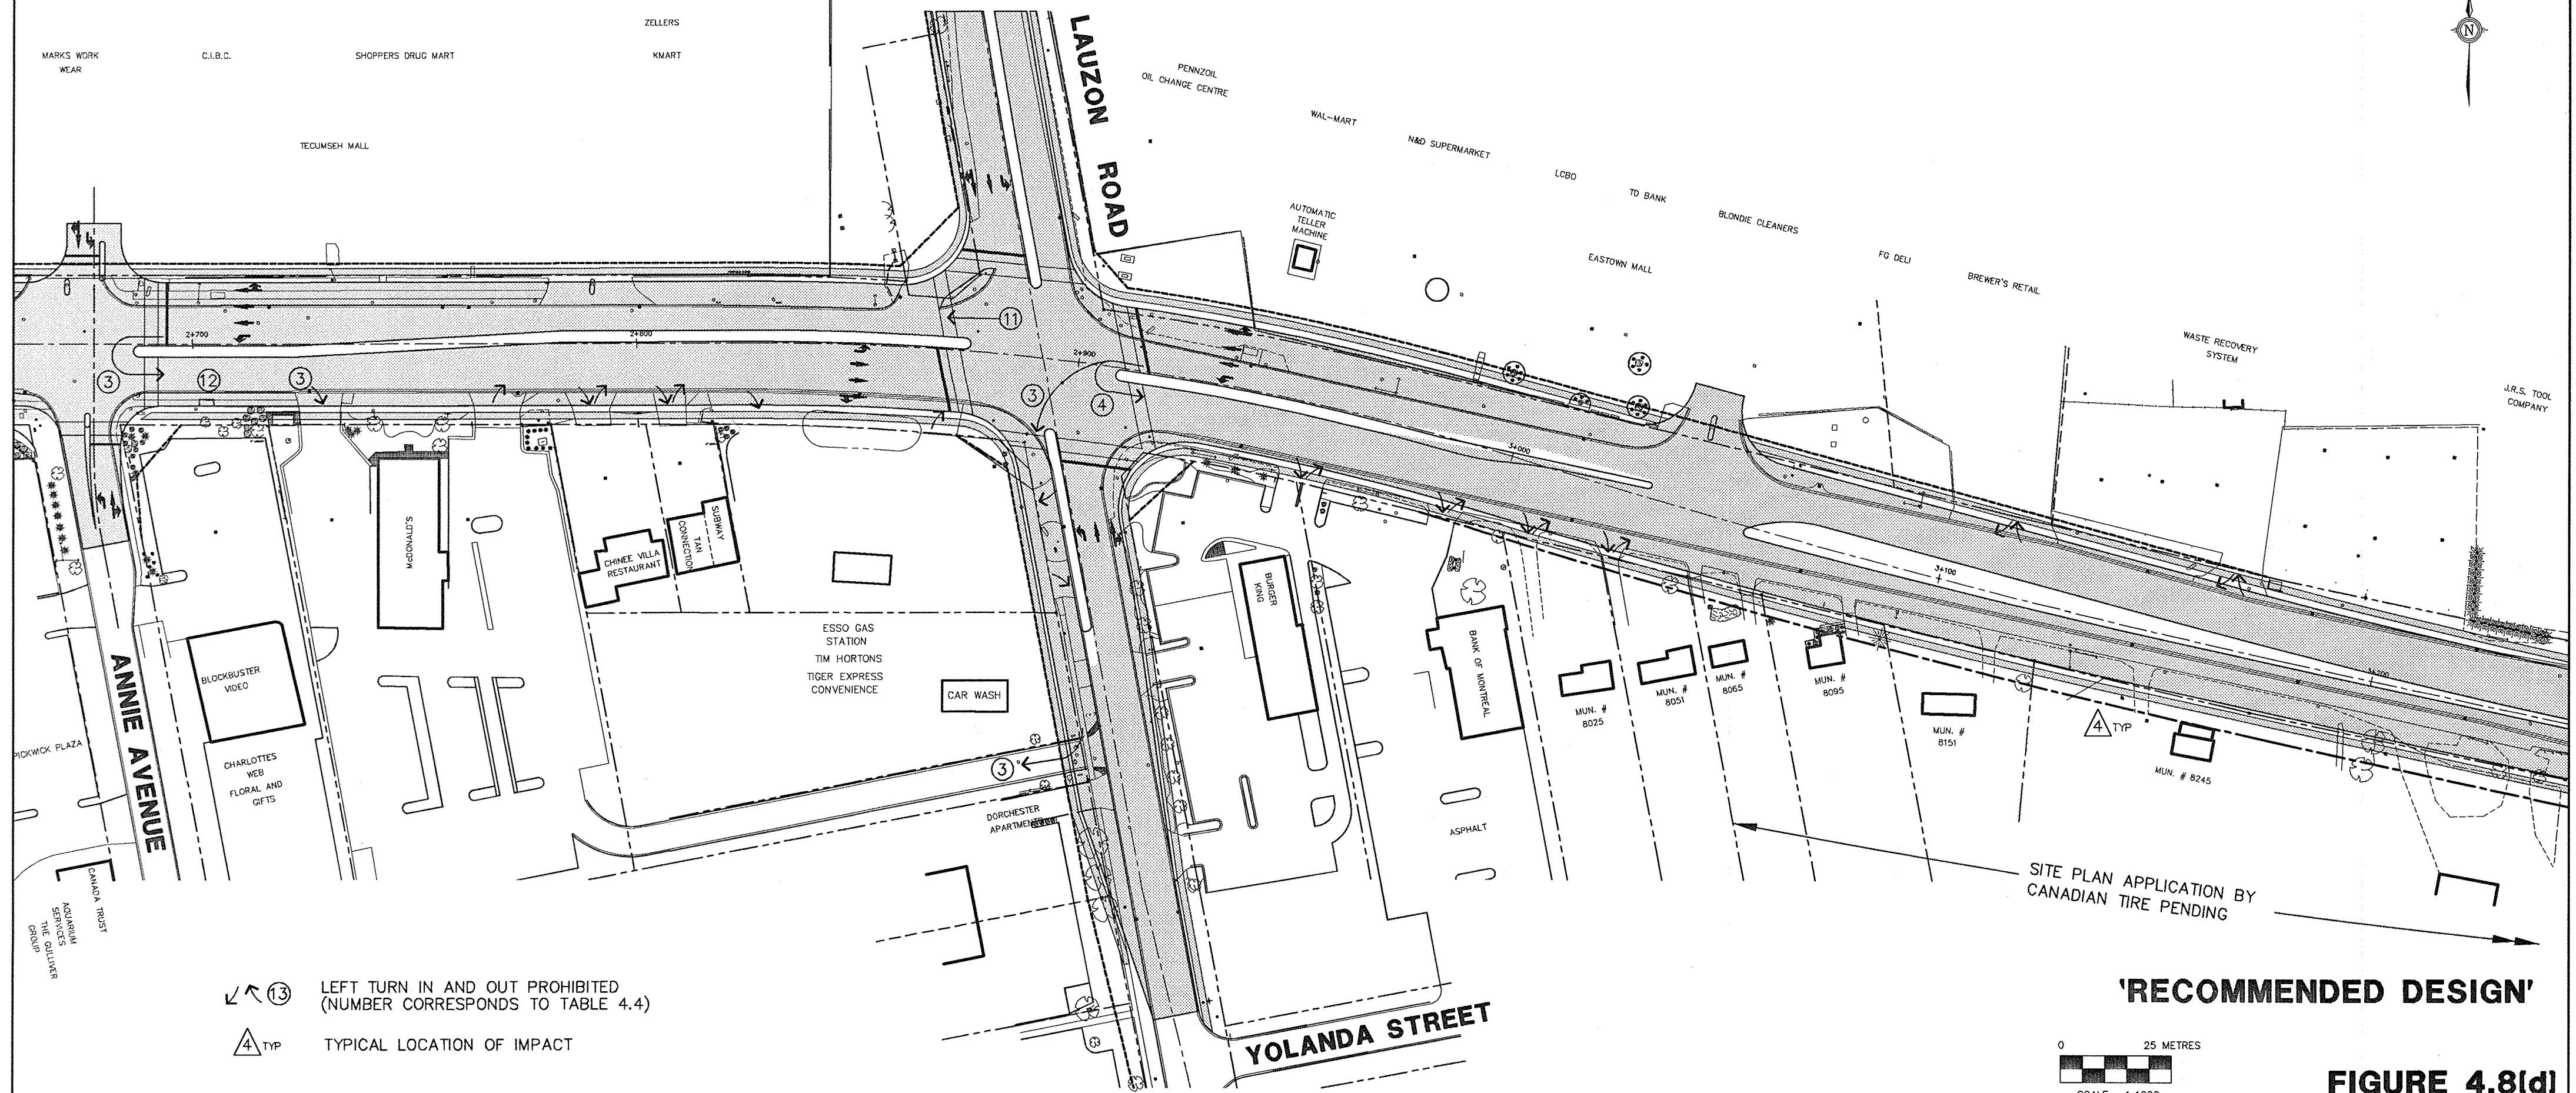 ZELLERS
MARKS WORK
WEAR
C.I.B.C.
SHOPPERS DRUG MART
KMART
TECUMSEH MALL
LAUZON ROAD
PENNZOIL
OIL CHANGE CENTRE
WAL-MART
N&D SUPERMARKET
LCBO
TD BANK
BLONDIE CLEANERS
AUTOMATIC
TELLER
MACHINE
EASTOWN MALL
FG DELI
BREWER'S RETAIL
WASTE RECOVERY
SYSTEM
J.R.S. TOOL
COMPANY
N
2+700
2+800
2+900
3+000
3+100
3+200
3
12
3
11
3
4
3
McDONALD'S
CHINEE VILLA
RESTAURANT
TAN
CONNECTION
SUBWAY
ESSO GAS
STATION
TIM HORTONS
TIGER EXPRESS
CONVENIENCE
CAR WASH
BURGER
KING
BANK OF MONTREAL
MUN. #
8025
MUN. #
8051
MUN. #
8065
MUN. #
8095
MUN. #
8151
4 TYP
MUN. # 8245
BLOCKBUSTER
VIDEO
CHARLOTTES
WEB
FLORAL AND
GIFTS
ANNIE AVENUE
PICKWICK PLAZA
CANADA TRUST
AQUARIUM
SERVICES
THE GULLIVER
GROUP
DORCHESTER
APARTMENTS
ASPHALT
SITE PLAN APPLICATION BY
CANADIAN TIRE PENDING
YOLANDA STREET
13 LEFT TURN IN AND OUT PROHIBITED
(NUMBER CORRESPONDS TO TABLE 4.4)
4 TYP TYPICAL LOCATION OF IMPACT
'RECOMMENDED DESIGN'
0 25 METRES
FIGURE 4.8[d]